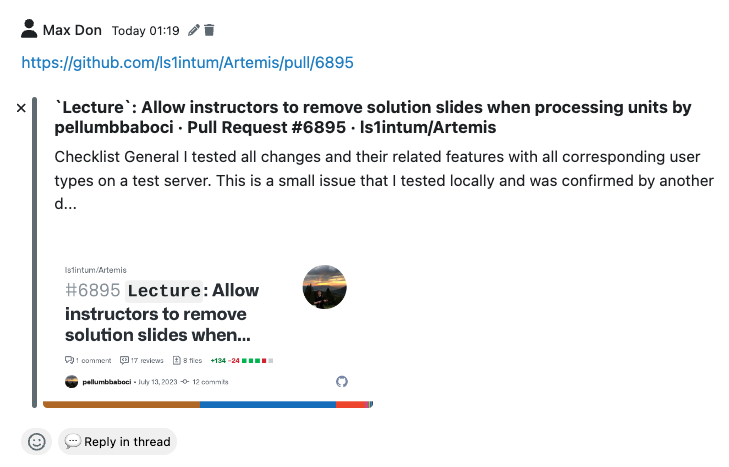 Max Don Today 01:19
https://github.com/ls1intum/Artemis/pull/6895
`Lecture`: Allow instructors to remove solution slides when processing units by
pellumbbaboci · Pull Request #6895 · ls1intum/Artemis
Checklist General I tested all changes and their related features with all corresponding user
types on a test server. This is a small issue that I tested locally and was confirmed by another
d...
ls1intum/Artemis
#6895 Lecture: Allow
instructors to remove
solution slides when...
1 comment 17 reviews 8 files +134 -24
pellumbbaboci • July 13, 2023 12 commits
Reply in thread